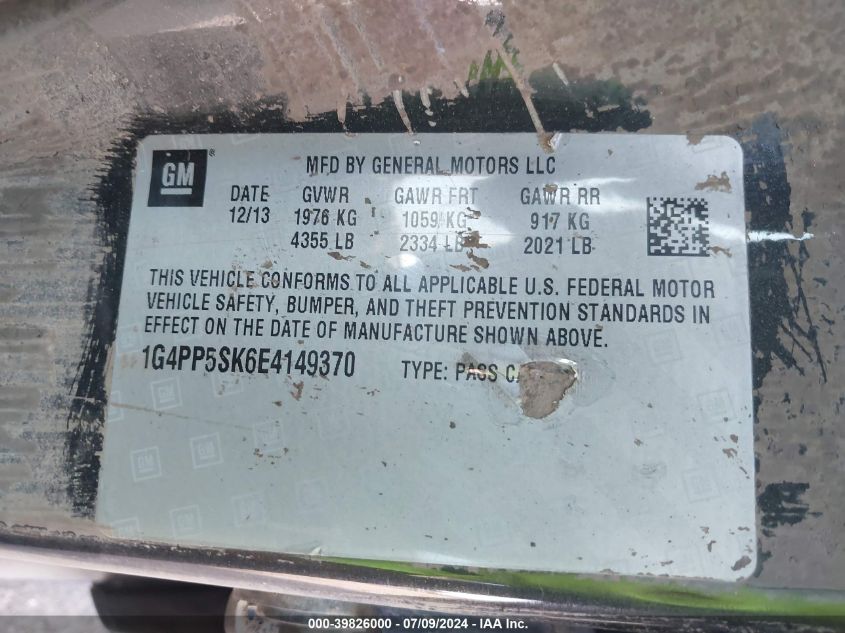 GM ®
MFD BY GENERAL MOTORS LLC
DATE GVWR GAWR FRT GAWR RR
12/13 1976 KG 1059 KG 917 KG
4355 LB 2334 LB 2021 LB
THIS VEHICLE CONFORMS TO ALL APPLICABLE U.S. FEDERAL MOTOR
VEHICLE SAFETY, BUMPER, AND THEFT PREVENTION STANDARDS IN
EFFECT ON THE DATE OF MANUFACTURE SHOWN ABOVE.
1G4PP5SK6E4149370 TYPE: PASS
000-39826000 - 07/09/2024 - IAA Inc.